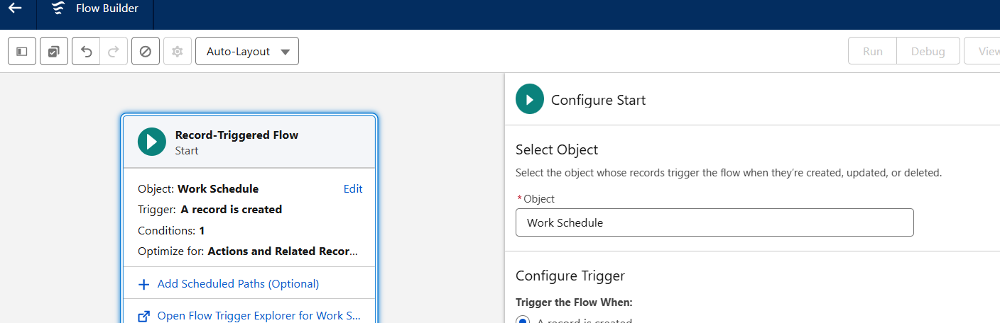 Flow Builder
Auto-Layout
Run
Debug
View
Record-Triggered Flow
Start
Object: Work Schedule
Edit
Trigger: A record is created
Conditions: 1
Optimize for: Actions and Related Recor...
Add Scheduled Paths (Optional)
Open Flow Trigger Explorer for Work S...
Configure Start
Select Object
Select the object whose records trigger the flow when they're created, updated, or deleted.
*Object
Work Schedule
Configure Trigger
Trigger the Flow When:
A record is created